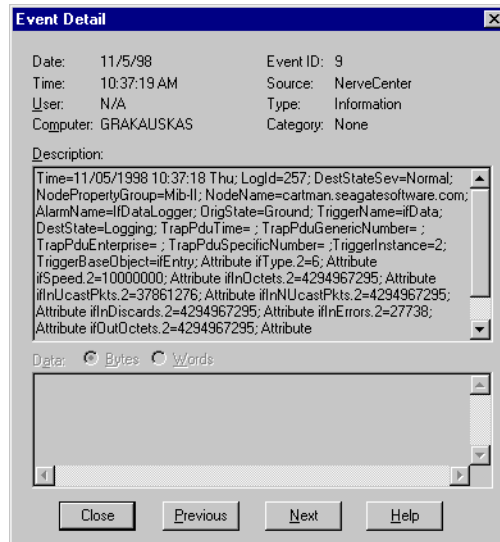 Event Detail
Date: 11/5/98 Event ID: 9
Time: 10:37:19 AM Source: NerveCenter
User: N/A Type: Information
Computer: GRAKAUSKAS Category: None
Description:
Time=11/05/1998 10:37:18 Thu; LogId=257; DestStateSev=Normal;
NodePropertyGroup=Mib-II; NodeName=cartman.seagatesoftware.com;
AlarmName=IfDataLogger; OrigState=Ground; TriggerName=ifData;
DestState=Logging; TrapPduTime= ; TrapPduGenericNumber= ;
TrapPduEnterprise= ; TrapPduSpecificNumber= ;TriggerInstance=2;
TriggerBaseObject=ifEntry; Attribute ifType.2=6; Attribute
ifSpeed.2=10000000; Attribute ifInOctets.2=4294967295; Attribute
ifInUcastPkts.2=37861276; Attribute ifInNUcastPkts.2=4294967295;
Attribute ifInDiscards.2=4294967295; Attribute ifInErrors.2=27738;
Attribute ifOutOctets.2=4294967295; Attribute
Data: Bytes Words
Close Previous Next Help